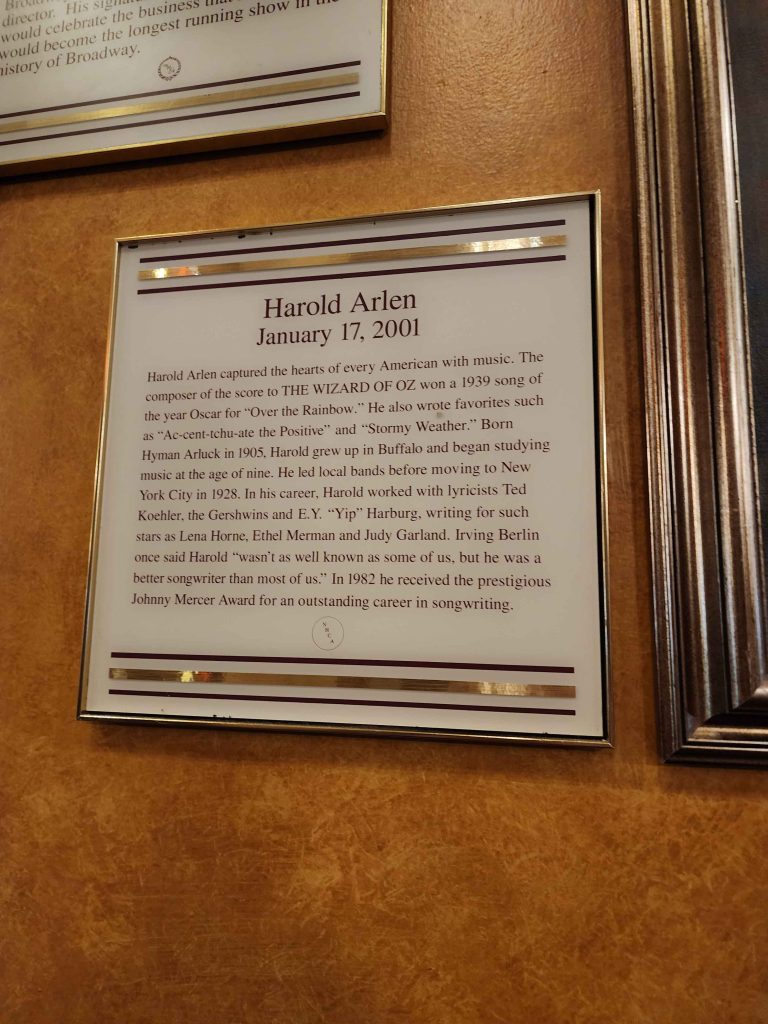 director. His signat
would celebrate the business that
would become the longest running show in the
history of Broadway.
Harold Arlen
January 17, 2001
Harold Arlen captured the hearts of every American with music. The
composer of the score to THE WIZARD OF OZ won a 1939 song of
the year Oscar for “Over the Rainbow.” He also wrote favorites such
as “Ac-cent-tchu-ate the Positive” and “Stormy Weather.” Born
Hyman Arluck in 1905, Harold grew up in Buffalo and began studying
music at the age of nine. He led local bands before moving to New
York City in 1928. In his career, Harold worked with lyricists Ted
Koehler, the Gershwins and E.Y. “Yip” Harburg, writing for such
stars as Lena Horne, Ethel Merman and Judy Garland. Irving Berlin
once said Harold “wasn't as well known as some of us, but he was a
better songwriter than most of us.” In 1982 he received the prestigious
Johnny Mercer Award for an outstanding career in songwriting.